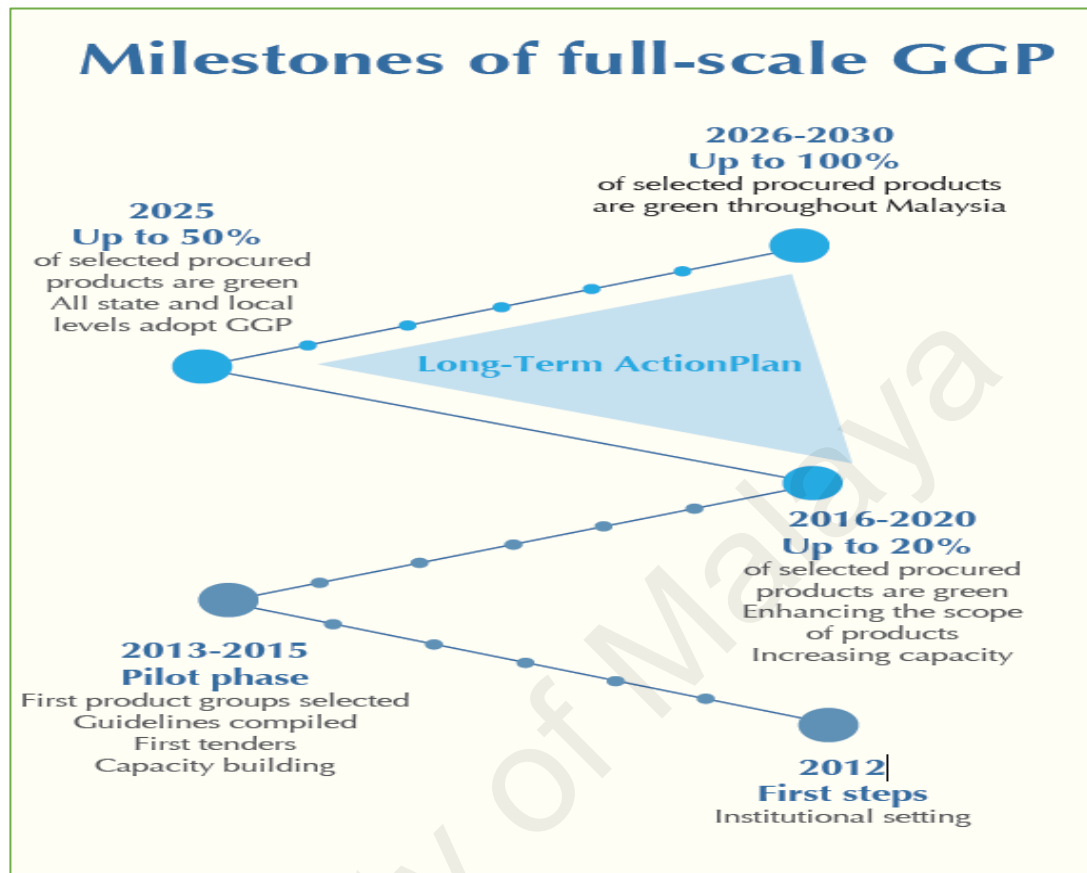 Milestones of full-scale GGP
2026-2030
Up to 100%
of selected procured products
are green throughout Malaysia
2025
Up to 50%
of selected procured
products are green
All state and local
levels adopt GGP
Long-Term ActionPlan
2016-2020
Up to 20%
of selected procured
products are green
Enhancing the scope
of products
Increasing capacity
2013-2015
Pilot phase
First product groups selected
Guidelines compiled
First tenders
Capacity building
2012
First steps
Institutional setting
y of Malaya